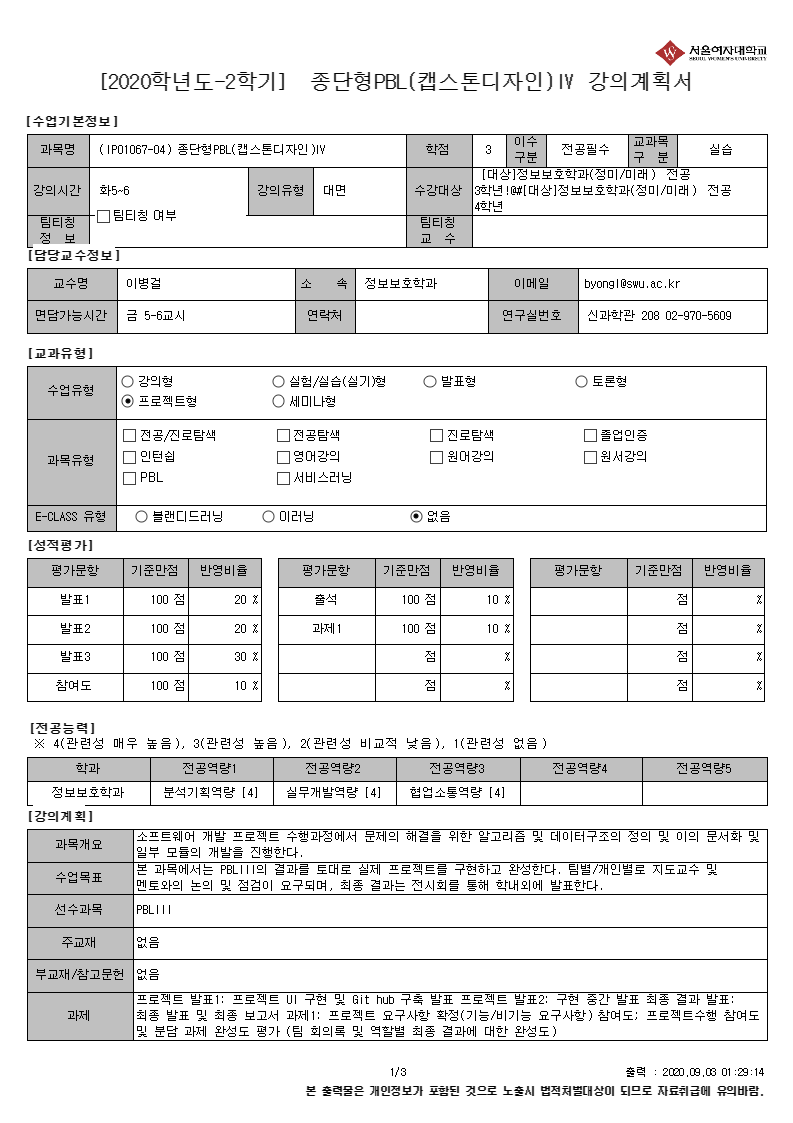 서울여자대학교
SEOUL WOMEN'S UNIVERSITY
[2020학년도-2학기] 종단형PBL(캡스톤디자인)IV 강의계획서
[수업기본정보]
과목명 (IP01067-04) 종단형PBL(캡스톤디자인)IV 학점 3 이수구분 전공필수 교과목구 분 실습
강의시간 화5~6 강의유형 대면 수강대상 [대상]정보보호학과(정미/미래) 전공
3학년!@#[대상]정보보호학과(정미/미래) 전공
4학년
팀티칭 정 보 팀티칭 여부 팀티칭 교 수
[담당교수정보]
교수명 이병걸 소 속 정보보호학과 이메일 byongl@swu.ac.kr
면담가능시간 금 5-6교시 연락처 연구실번호 신과학관 208 02-970-5609
[교과유형]
수업유형 강의형 실험/실습(실기)형 발표형 토론형
프로젝트형 세미나형
과목유형 전공/진로탐색 전공탐색 진로탐색 졸업인증
인턴쉽 영어강의 원어강의 원서강의
PBL 서비스러닝
E-CLASS 유형 블랜디드러닝 이러닝 없음
[성적평가]
평가문항 기준만점 반영비율 평가문항 기준만점 반영비율 평가문항 기준만점 반영비율
발표1 100 점 20 % 출석 100 점 10 % 점 %
발표2 100 점 20 % 과제1 100 점 10 % 점 %
발표3 100 점 30 % 점 % 점 %
참여도 100 점 10 % 점 % 점 %
[전공능력]
※ 4(관련성 매우 높음), 3(관련성 높음), 2(관련성 비교적 낮음), 1(관련성 없음)
학과 전공역량1 전공역량2 전공역량3 전공역량4 전공역량5
정보보호학과 분석기획역량 [4] 실무개발역량 [4] 협업소통역량 [4]
[강의계획]
과목개요 소프트웨어 개발 프로젝트 수행과정에서 문제의 해결을 위한 알고리즘 및 데이터구조의 정의 및 이의 문서화 및
일부 모듈의 개발을 진행한다.
수업목표 본 과목에서는 PBLIII의 결과를 토대로 실제 프로젝트를 구현하고 완성한다. 팀별/개인별로 지도교수 및
멘토와의 논의 및 점검이 요구되며, 최종 결과는 전시회를 통해 학내외에 발표한다.
선수과목 PBLIII
주교재 없음
부교재/참고문헌 없음
과제 프로젝트 발표1: 프로젝트 UI 구현 및 Git hub 구축 발표 프로젝트 발표2: 구현 중간 발표 최종 결과 발표:
최종 발표 및 최종 보고서 과제1: 프로젝트 요구사항 확정(기능/비기능 요구사항) 참여도; 프로젝트수행 참여도
및 분담 과제 완성도 평가 (팀 회의록 및 역할별 최종 결과에 대한 완성도)
1/3 출력 : 2020.09.03 01:29:14
본 출력물은 개인정보가 포함된 것으로 노출시 법적처벌대상이 되므로 자료취급에 유의바람.